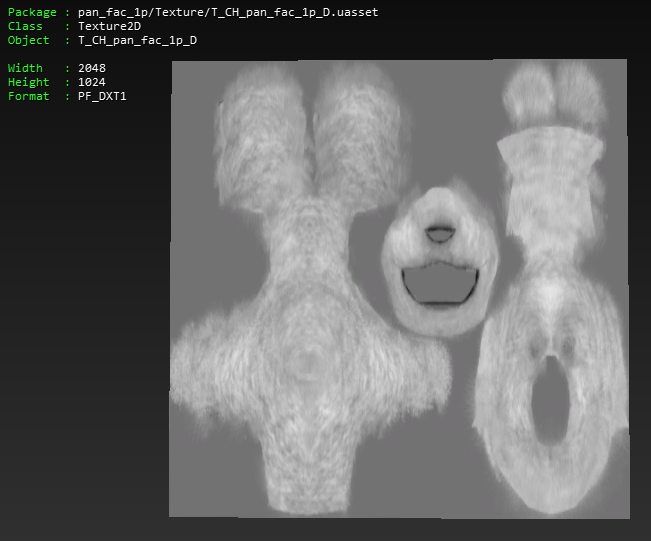 Package : pan_fac_1p/Texture/T_CH_pan_fac_1p_D.uasset
Class : Texture2D
Object : T_CH_pan_fac_1p_D
Width : 2048
Height : 1024
Format : PF_DXT1